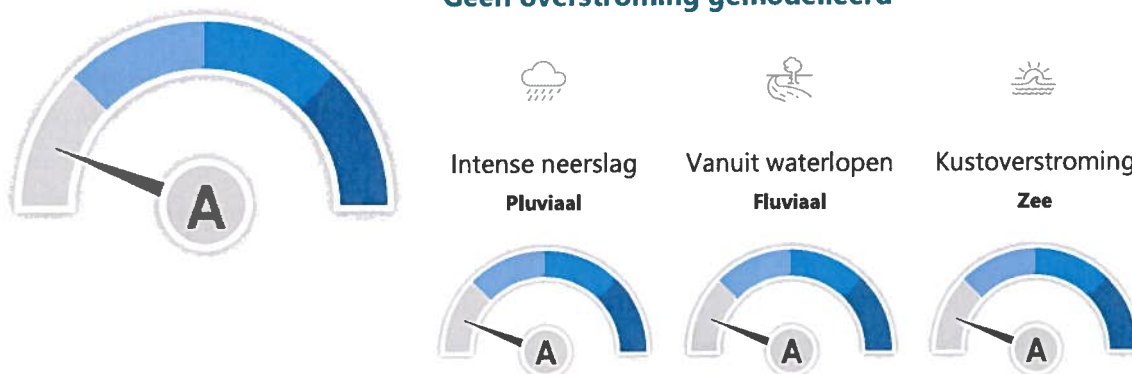 Geen overstroming gemodelleerd
A
Intense neerslag
Vanuit waterlopen
Kustoverstroming
Pluviaal
Fluviaal
Zee
A
A
A